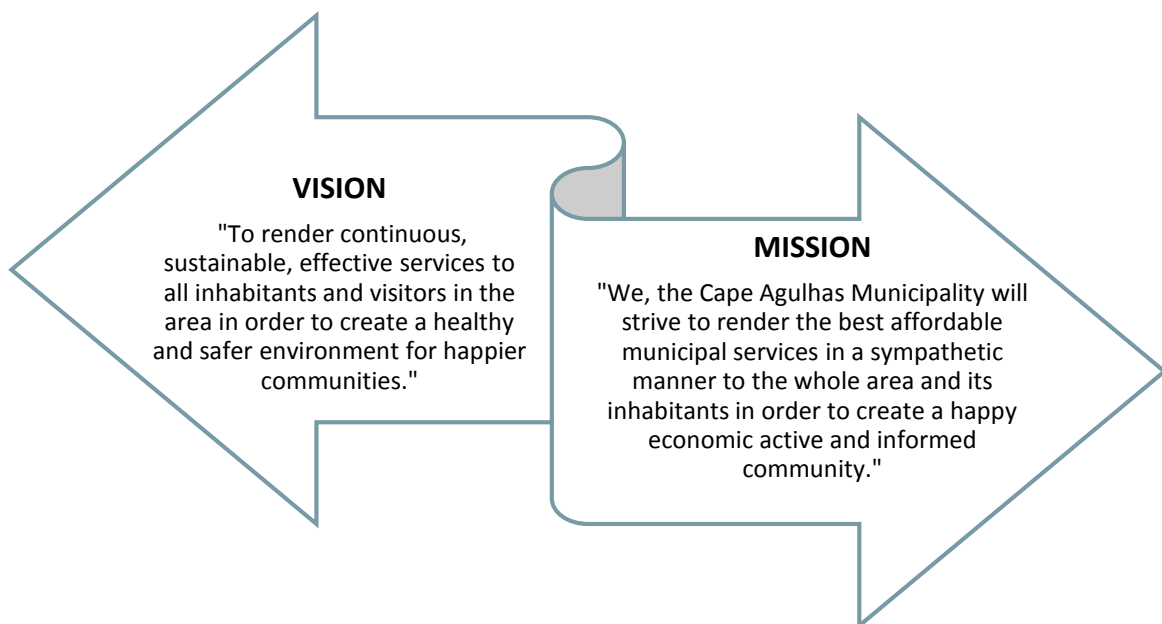 VISION
"To render continuous,
sustainable, effective services to
all inhabitants and visitors in the
area in order to create a healthy
and safer environment for happier
communities."
MISSION
"We, the Cape Agulhas Municipality will
strive to render the best affordable
municipal services in a sympathetic
manner to the whole area and its
inhabitants in order to create a happy
economic active and informed
community."